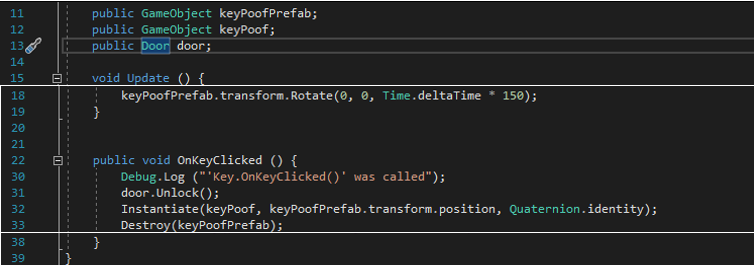 11 public GameObject keyPoofPrefab;
12 public GameObject keyPoof;
13 public Door door;
14
15 void Update () {
18 keyPoofPrefab.transform.Rotate(0, 0, Time.deltaTime * 150);
19 }
20
21
22 public void OnKeyClicked () {
30 Debug.Log ("'Key.OnKeyClicked()' was called");
31 door.Unlock();
32 Instantiate(keyPoof, keyPoofPrefab.transform.position, Quaternion.identity);
33 Destroy(keyPoofPrefab);
38 }
39 }